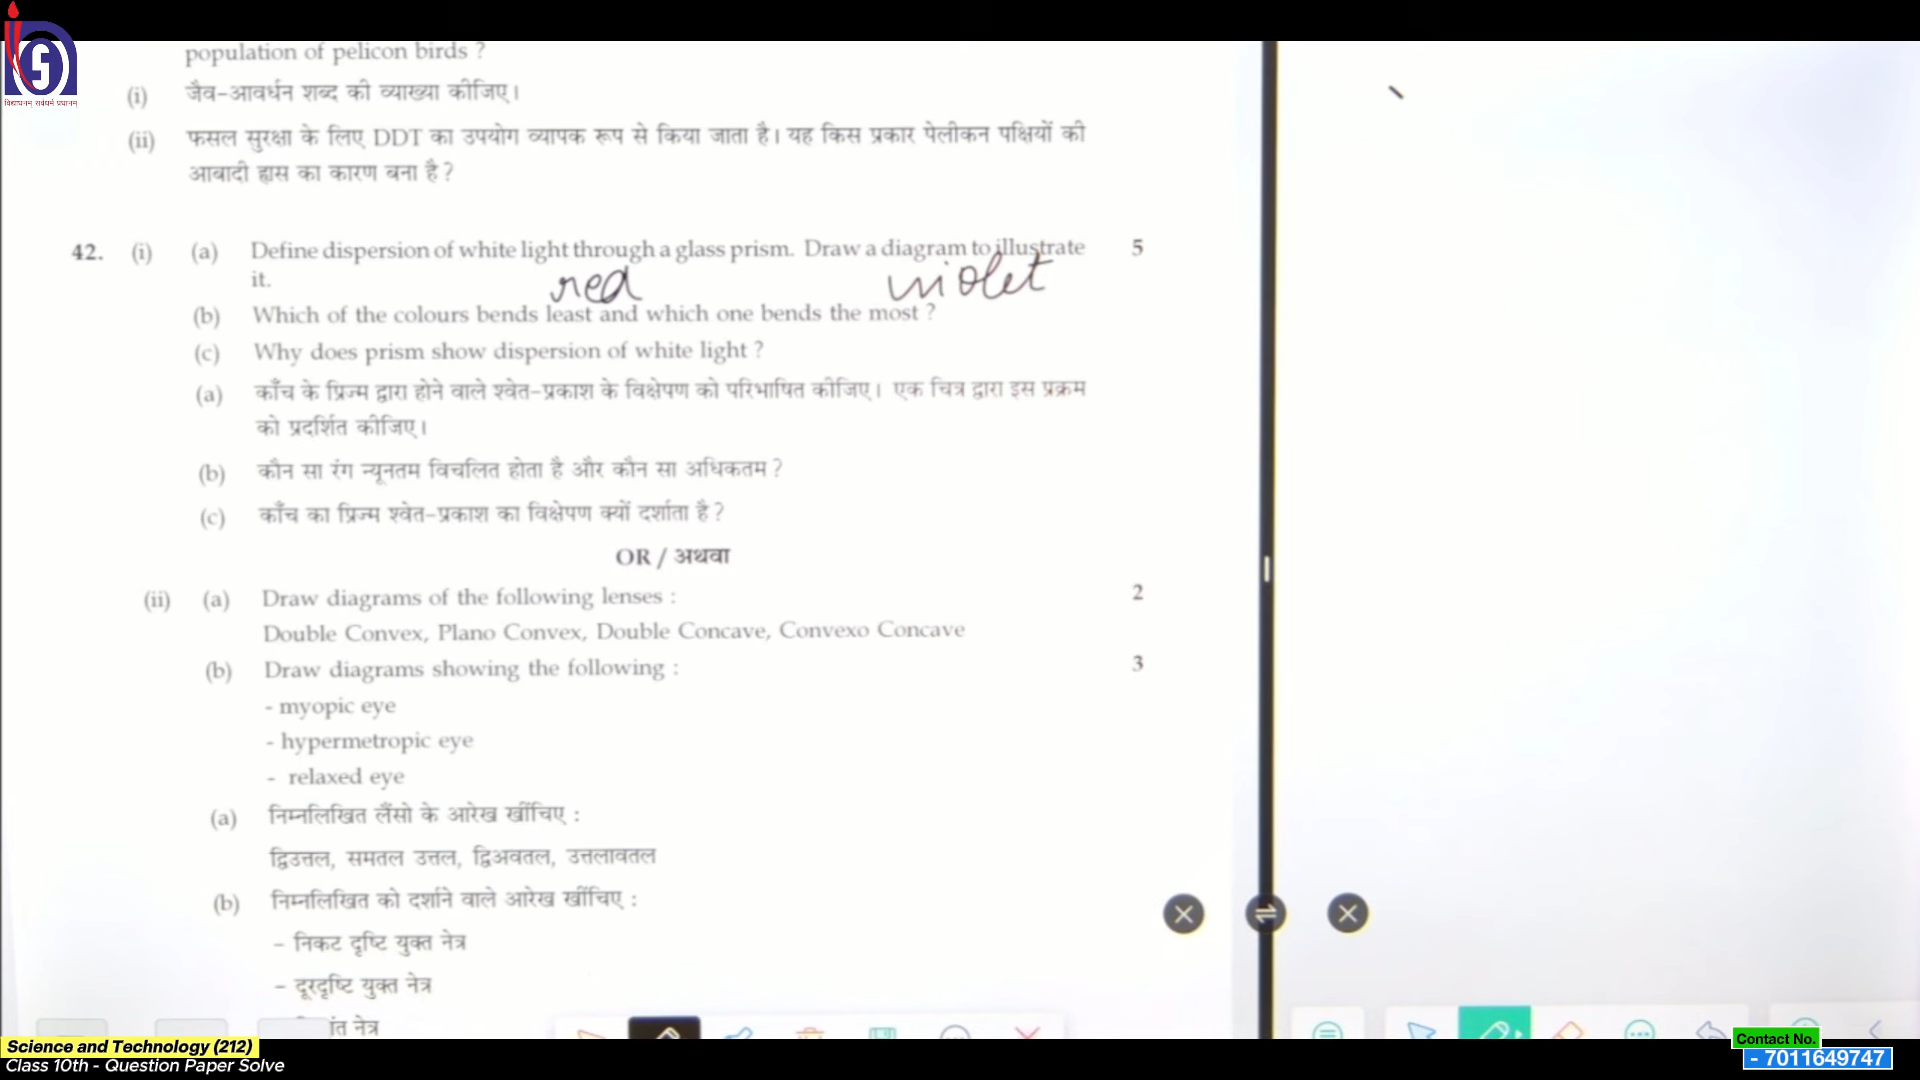 S
विद्याधनम् सर्वधर्म प्रधानम्
population of pelicon birds ?
(i) जैव-आवर्धन शब्द की व्याख्या कीजिए।
(ii) फसल सुरक्षा के लिए DDT का उपयोग व्यापक रूप से किया जाता है। यह किस प्रकार पेलीकन पक्षियों की
आबादी ह्रास का कारण बना है ?
42. (i) (a) Define dispersion of white light through a glass prism. Draw a diagram to illustrate 5
it.
red violet
(b) Which of the colours bends least and which one bends the most ?
(c) Why does prism show dispersion of white light ?
(a) काँच के प्रिज्म द्वारा होने वाले श्वेत-प्रकाश के विक्षेपण को परिभाषित कीजिए। एक चित्र द्वारा इस प्रक्रम
को प्रदर्शित कीजिए।
(b) कौन सा रंग न्यूनतम विचलित होता है और कौन सा अधिकतम ?
(c) काँच का प्रिज्म श्वेत-प्रकाश का विक्षेपण क्यों दर्शाता है ?
OR / अथवा
(ii) (a) Draw diagrams of the following lenses : 2
Double Convex, Plano Convex, Double Concave, Convexo Concave
(b) Draw diagrams showing the following : 3
- myopic eye
- hypermetropic eye
- relaxed eye
(a) निम्नलिखित लैंसो के आरेख खींचिए :
द्विउत्तल, समतल उत्तल, द्विअवतल, उत्तलावतल
(b) निम्नलिखित को दर्शाने वाले आरेख खींचिए :
- निकट दृष्टि युक्त नेत्र
- दूरदृष्टि युक्त नेत्र
नेत्र
Science and Technology (212)
Class 10th - Question Paper Solve
Contact No.
- 7011649747